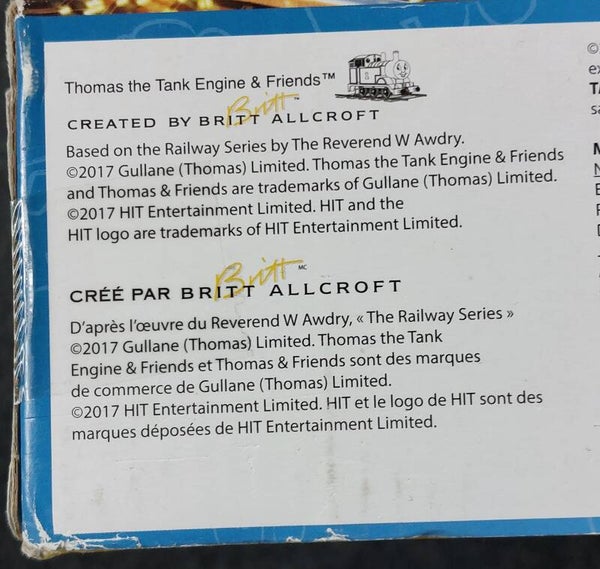 Thomas the Tank Engine & Friends™
Britt™
CREATED BY BRITT ALLCROFT
Based on the Railway Series by The Reverend W Awdry.
©2017 Gullane (Thomas) Limited. Thomas the Tank Engine & Friends
and Thomas & Friends are trademarks of Gullane (Thomas) Limited.
©2017 HIT Entertainment Limited. HIT and the
HIT logo are trademarks of HIT Entertainment Limited.
Britt MC
CRÉÉ PAR BRITT ALLCROFT
D'après l'œuvre du Reverend W Awdry, « The Railway Series »
©2017 Gullane (Thomas) Limited. Thomas the Tank
Engine & Friends et Thomas & Friends sont des marques
de commerce de Gullane (Thomas) Limited.
©2017 HIT Entertainment Limited. HIT et le logo de HIT sont des
marques déposées de HIT Entertainment Limited.